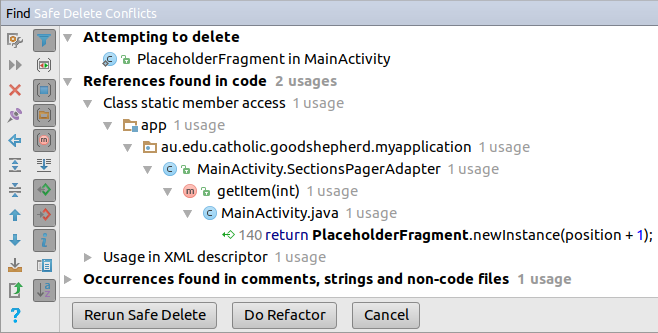 Find Safe Delete Conflicts
Attempting to delete
PlaceholderFragment in MainActivity
References found in code 2 usages
Class static member access 1 usage
app 1 usage
au.edu.catholic.goodshepherd.myapplication 1 usage
MainActivity.SectionsPagerAdapter 1 usage
getItem(int) 1 usage
MainActivity.java 1 usage
140 return PlaceholderFragment.newInstance(position + 1);
Usage in XML descriptor 1 usage
Occurrences found in comments, strings and non-code files 1 usage
Rerun Safe Delete Do Refactor Cancel